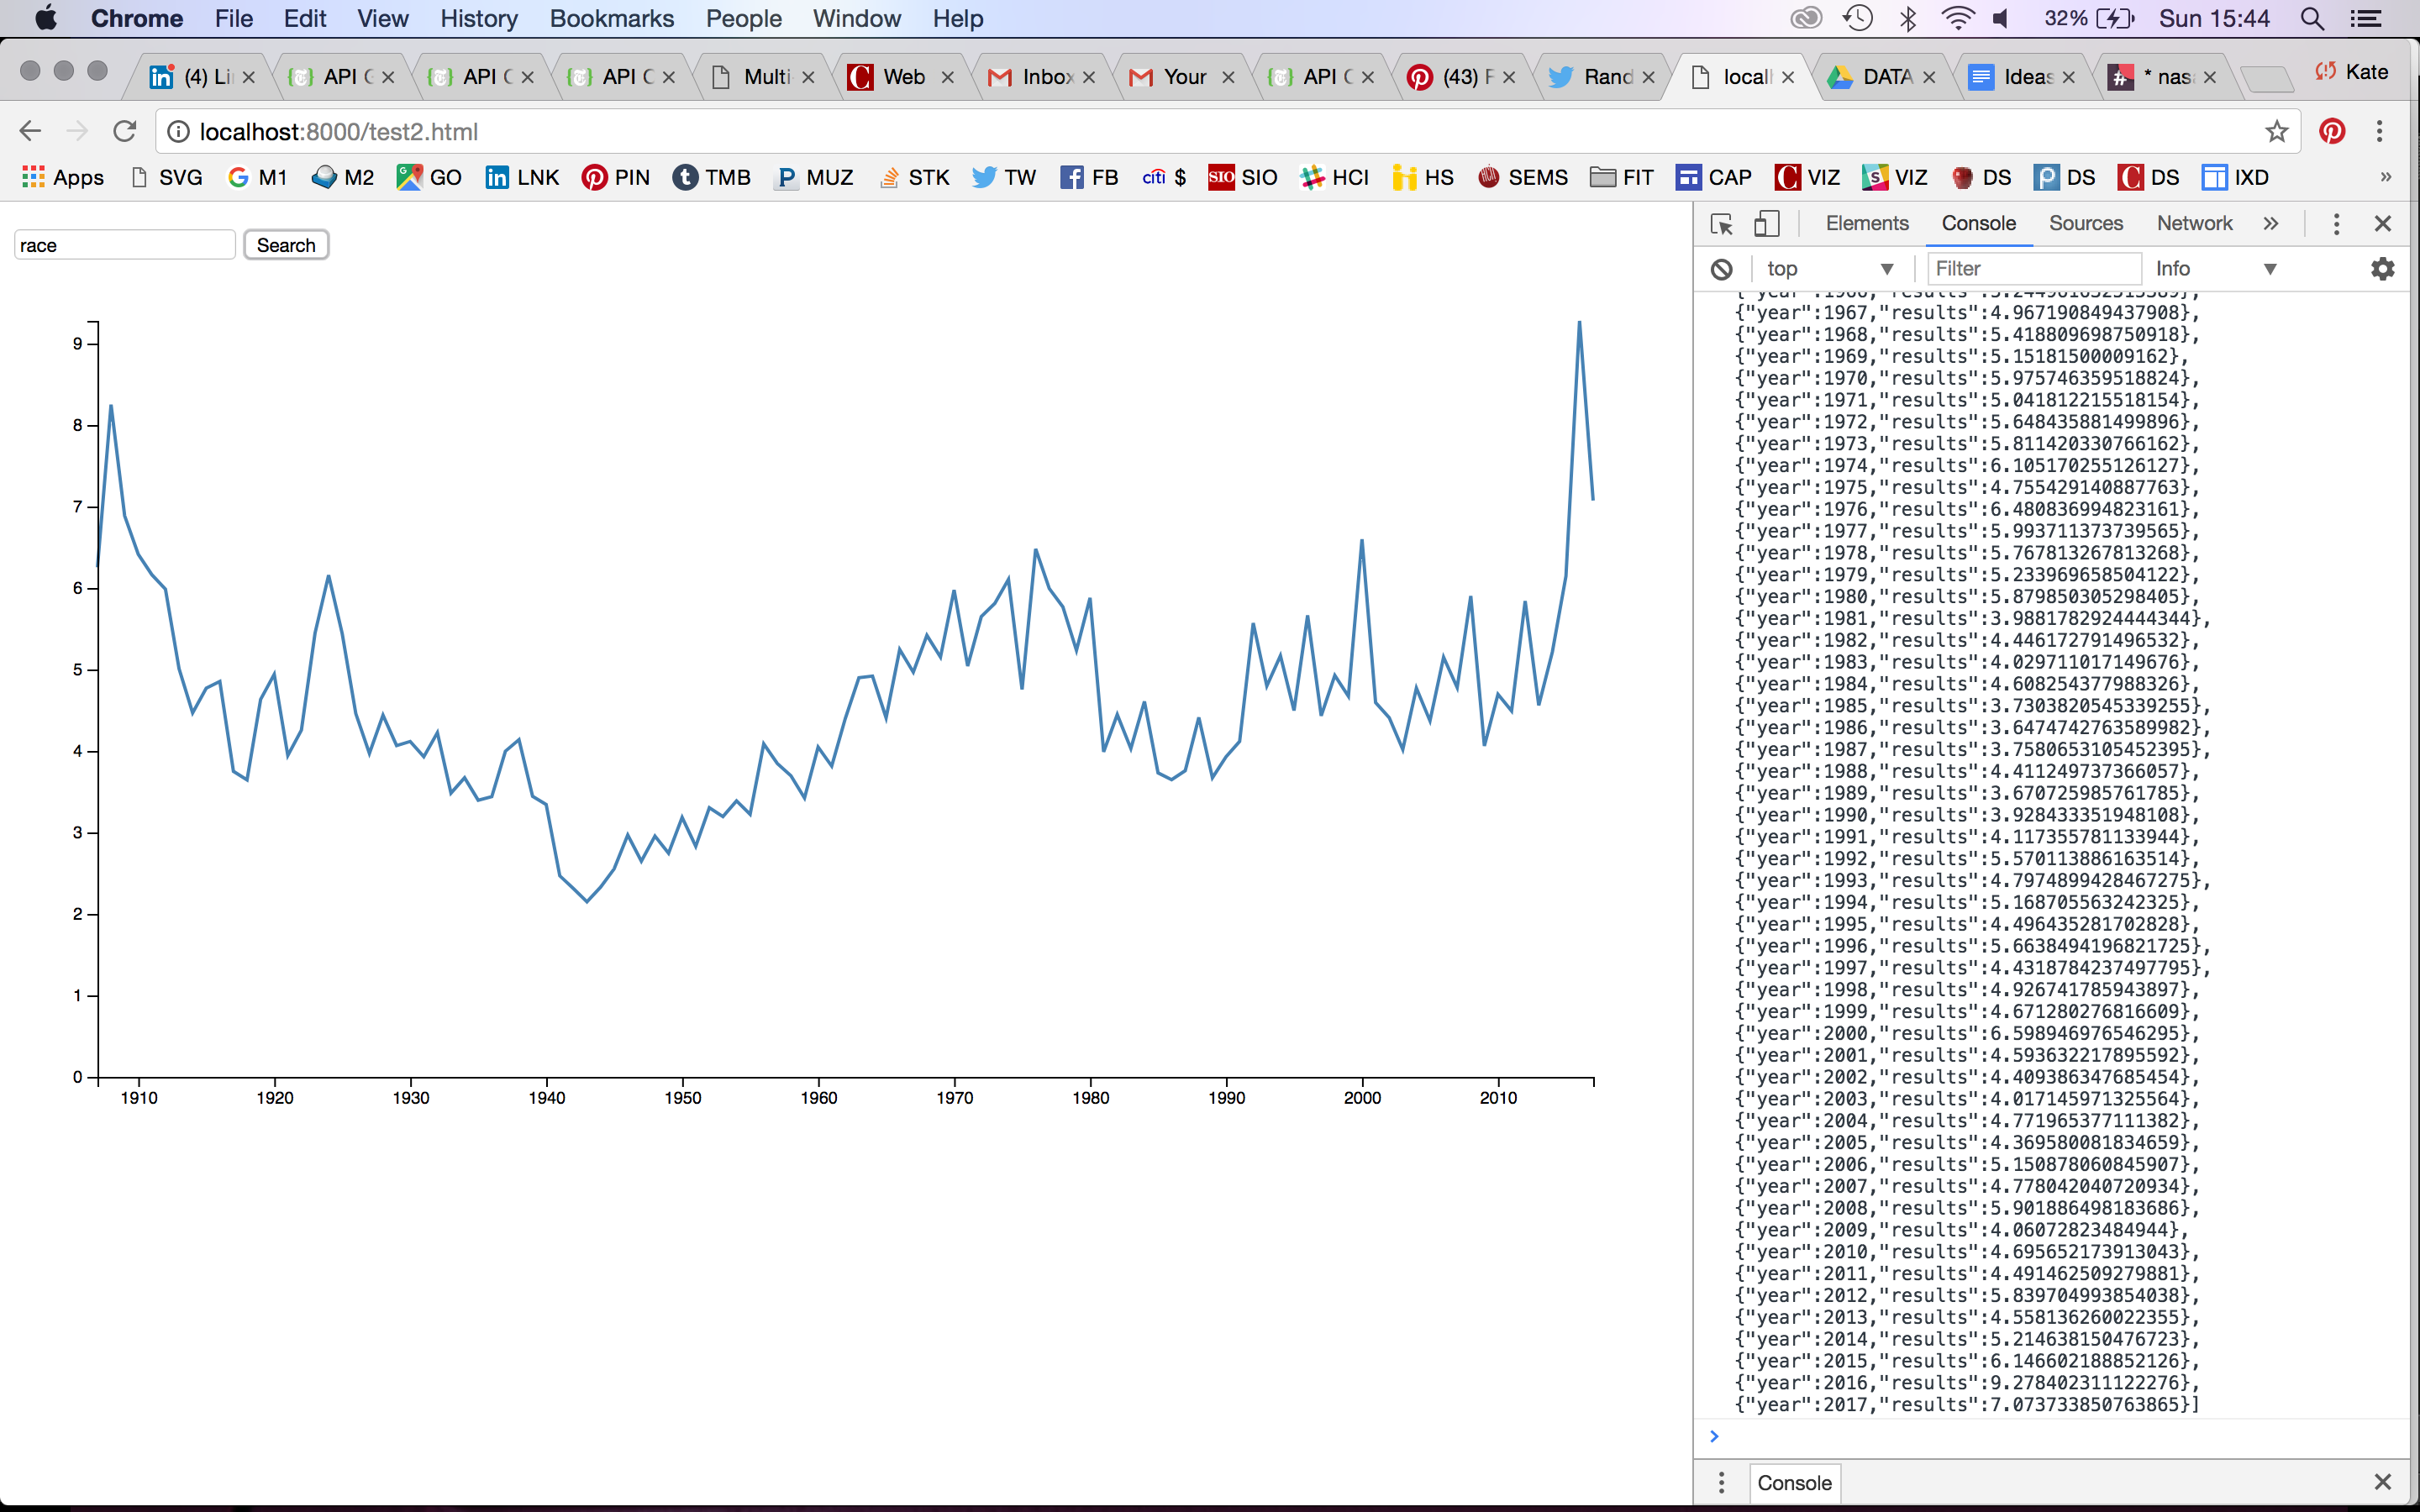 Chrome File Edit View History Bookmarks People Window Help 32% Sun 15:44
(4) Li API C API C API C Multi Web Inbox Your API C (43) F Rand local DATA Ideas * nas Kate
localhost:8000/test2.html
Apps SVG M1 M2 GO LNK PIN TMB MUZ STK TW FB citi $ SIO SIO HCI HS SEMS FIT CAP VIZ VIZ DS DS DS IXD »
race Search
Elements Console Sources Network »
top Filter Info
9
8
7
6
5
4
3
2
1
0
1910 1920 1930 1940 1950 1960 1970 1980 1990 2000 2010
{"year":1966,"results":5.244961632515589},
{"year":1967,"results":4.967190849437908},
{"year":1968,"results":5.418809698750918},
{"year":1969,"results":5.15181500009162},
{"year":1970,"results":5.975746359518824},
{"year":1971,"results":5.041812215518154},
{"year":1972,"results":5.648435881499896},
{"year":1973,"results":5.811420330766162},
{"year":1974,"results":6.105170255126127},
{"year":1975,"results":4.755429140887763},
{"year":1976,"results":6.480836994823161},
{"year":1977,"results":5.993711373739565},
{"year":1978,"results":5.767813267813268},
{"year":1979,"results":5.233969658504122},
{"year":1980,"results":5.879850305298405},
{"year":1981,"results":3.9881782924444344},
{"year":1982,"results":4.446172791496532},
{"year":1983,"results":4.029711017149676},
{"year":1984,"results":4.608254377988326},
{"year":1985,"results":3.7303820545339255},
{"year":1986,"results":3.6474742763589982},
{"year":1987,"results":3.7580653105452395},
{"year":1988,"results":4.411249737366057},
{"year":1989,"results":3.670725985761785},
{"year":1990,"results":3.928433351948108},
{"year":1991,"results":4.117355781133944},
{"year":1992,"results":5.570113886163514},
{"year":1993,"results":4.7974899428467275},
{"year":1994,"results":5.168705563242325},
{"year":1995,"results":4.496435281702828},
{"year":1996,"results":5.6638494196821725},
{"year":1997,"results":4.4318784237497795},
{"year":1998,"results":4.926741785943897},
{"year":1999,"results":4.671280276816609},
{"year":2000,"results":6.598946976546295},
{"year":2001,"results":4.593632217895592},
{"year":2002,"results":4.409386347685454},
{"year":2003,"results":4.017145971325564},
{"year":2004,"results":4.771965377111382},
{"year":2005,"results":4.369580081834659},
{"year":2006,"results":5.150878060845907},
{"year":2007,"results":4.778042040720934},
{"year":2008,"results":5.901886498183686},
{"year":2009,"results":4.06072823484944},
{"year":2010,"results":4.695652173913043},
{"year":2011,"results":4.491462509279881},
{"year":2012,"results":5.839704993854038},
{"year":2013,"results":4.558136260022355},
{"year":2014,"results":5.214638150476723},
{"year":2015,"results":6.146602188852126},
{"year":2016,"results":9.278402311122276},
{"year":2017,"results":7.073733850763865}]
Console